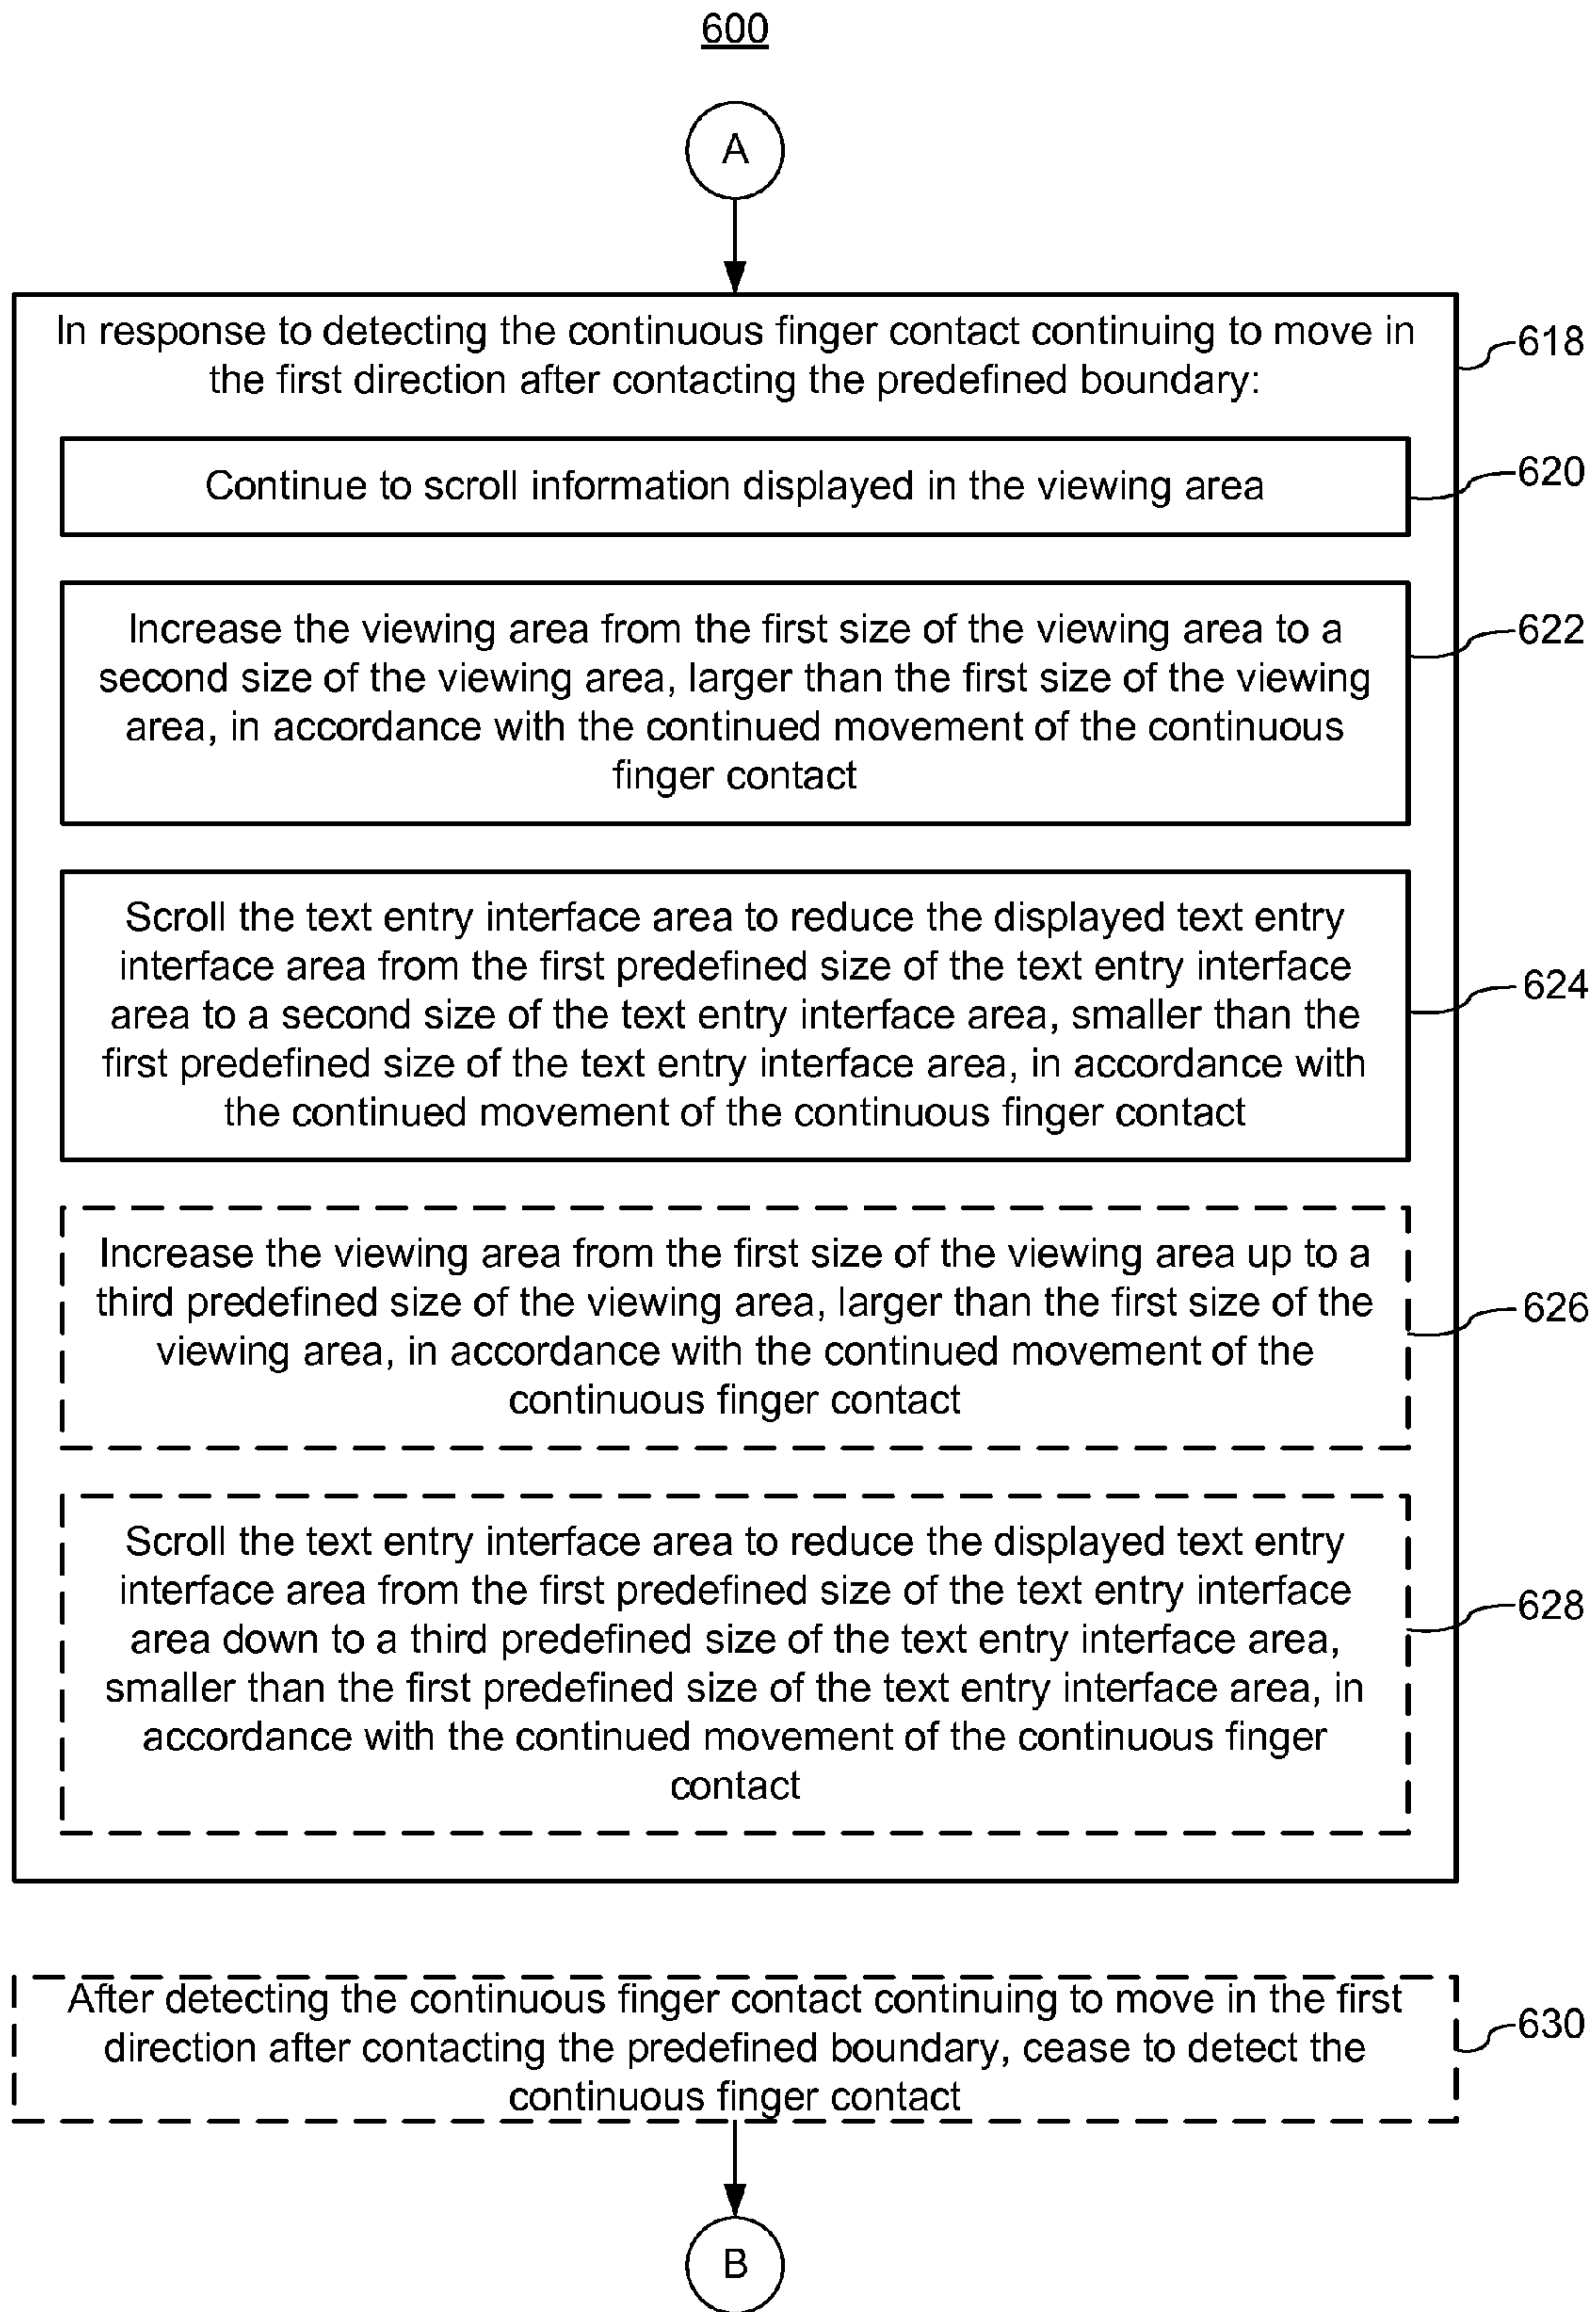 600
A
In response to detecting the continuous finger contact continuing to move in
the first direction after contacting the predefined boundary:
618
Continue to scroll information displayed in the viewing area
620
Increase the viewing area from the first size of the viewing area to a
second size of the viewing area, larger than the first size of the viewing
area, in accordance with the continued movement of the continuous
finger contact
622
Scroll the text entry interface area to reduce the displayed text entry
interface area from the first predefined size of the text entry interface
area to a second size of the text entry interface area, smaller than the
first predefined size of the text entry interface area, in accordance with
the continued movement of the continuous finger contact
624
Increase the viewing area from the first size of the viewing area up to a
third predefined size of the viewing area, larger than the first size of the
viewing area, in accordance with the continued movement of the
continuous finger contact
626
Scroll the text entry interface area to reduce the displayed text entry
interface area from the first predefined size of the text entry interface
area down to a third predefined size of the text entry interface area,
smaller than the first predefined size of the text entry interface area, in
accordance with the continued movement of the continuous finger
contact
628
After detecting the continuous finger contact continuing to move in the first
direction after contacting the predefined boundary, cease to detect the
continuous finger contact
630
B